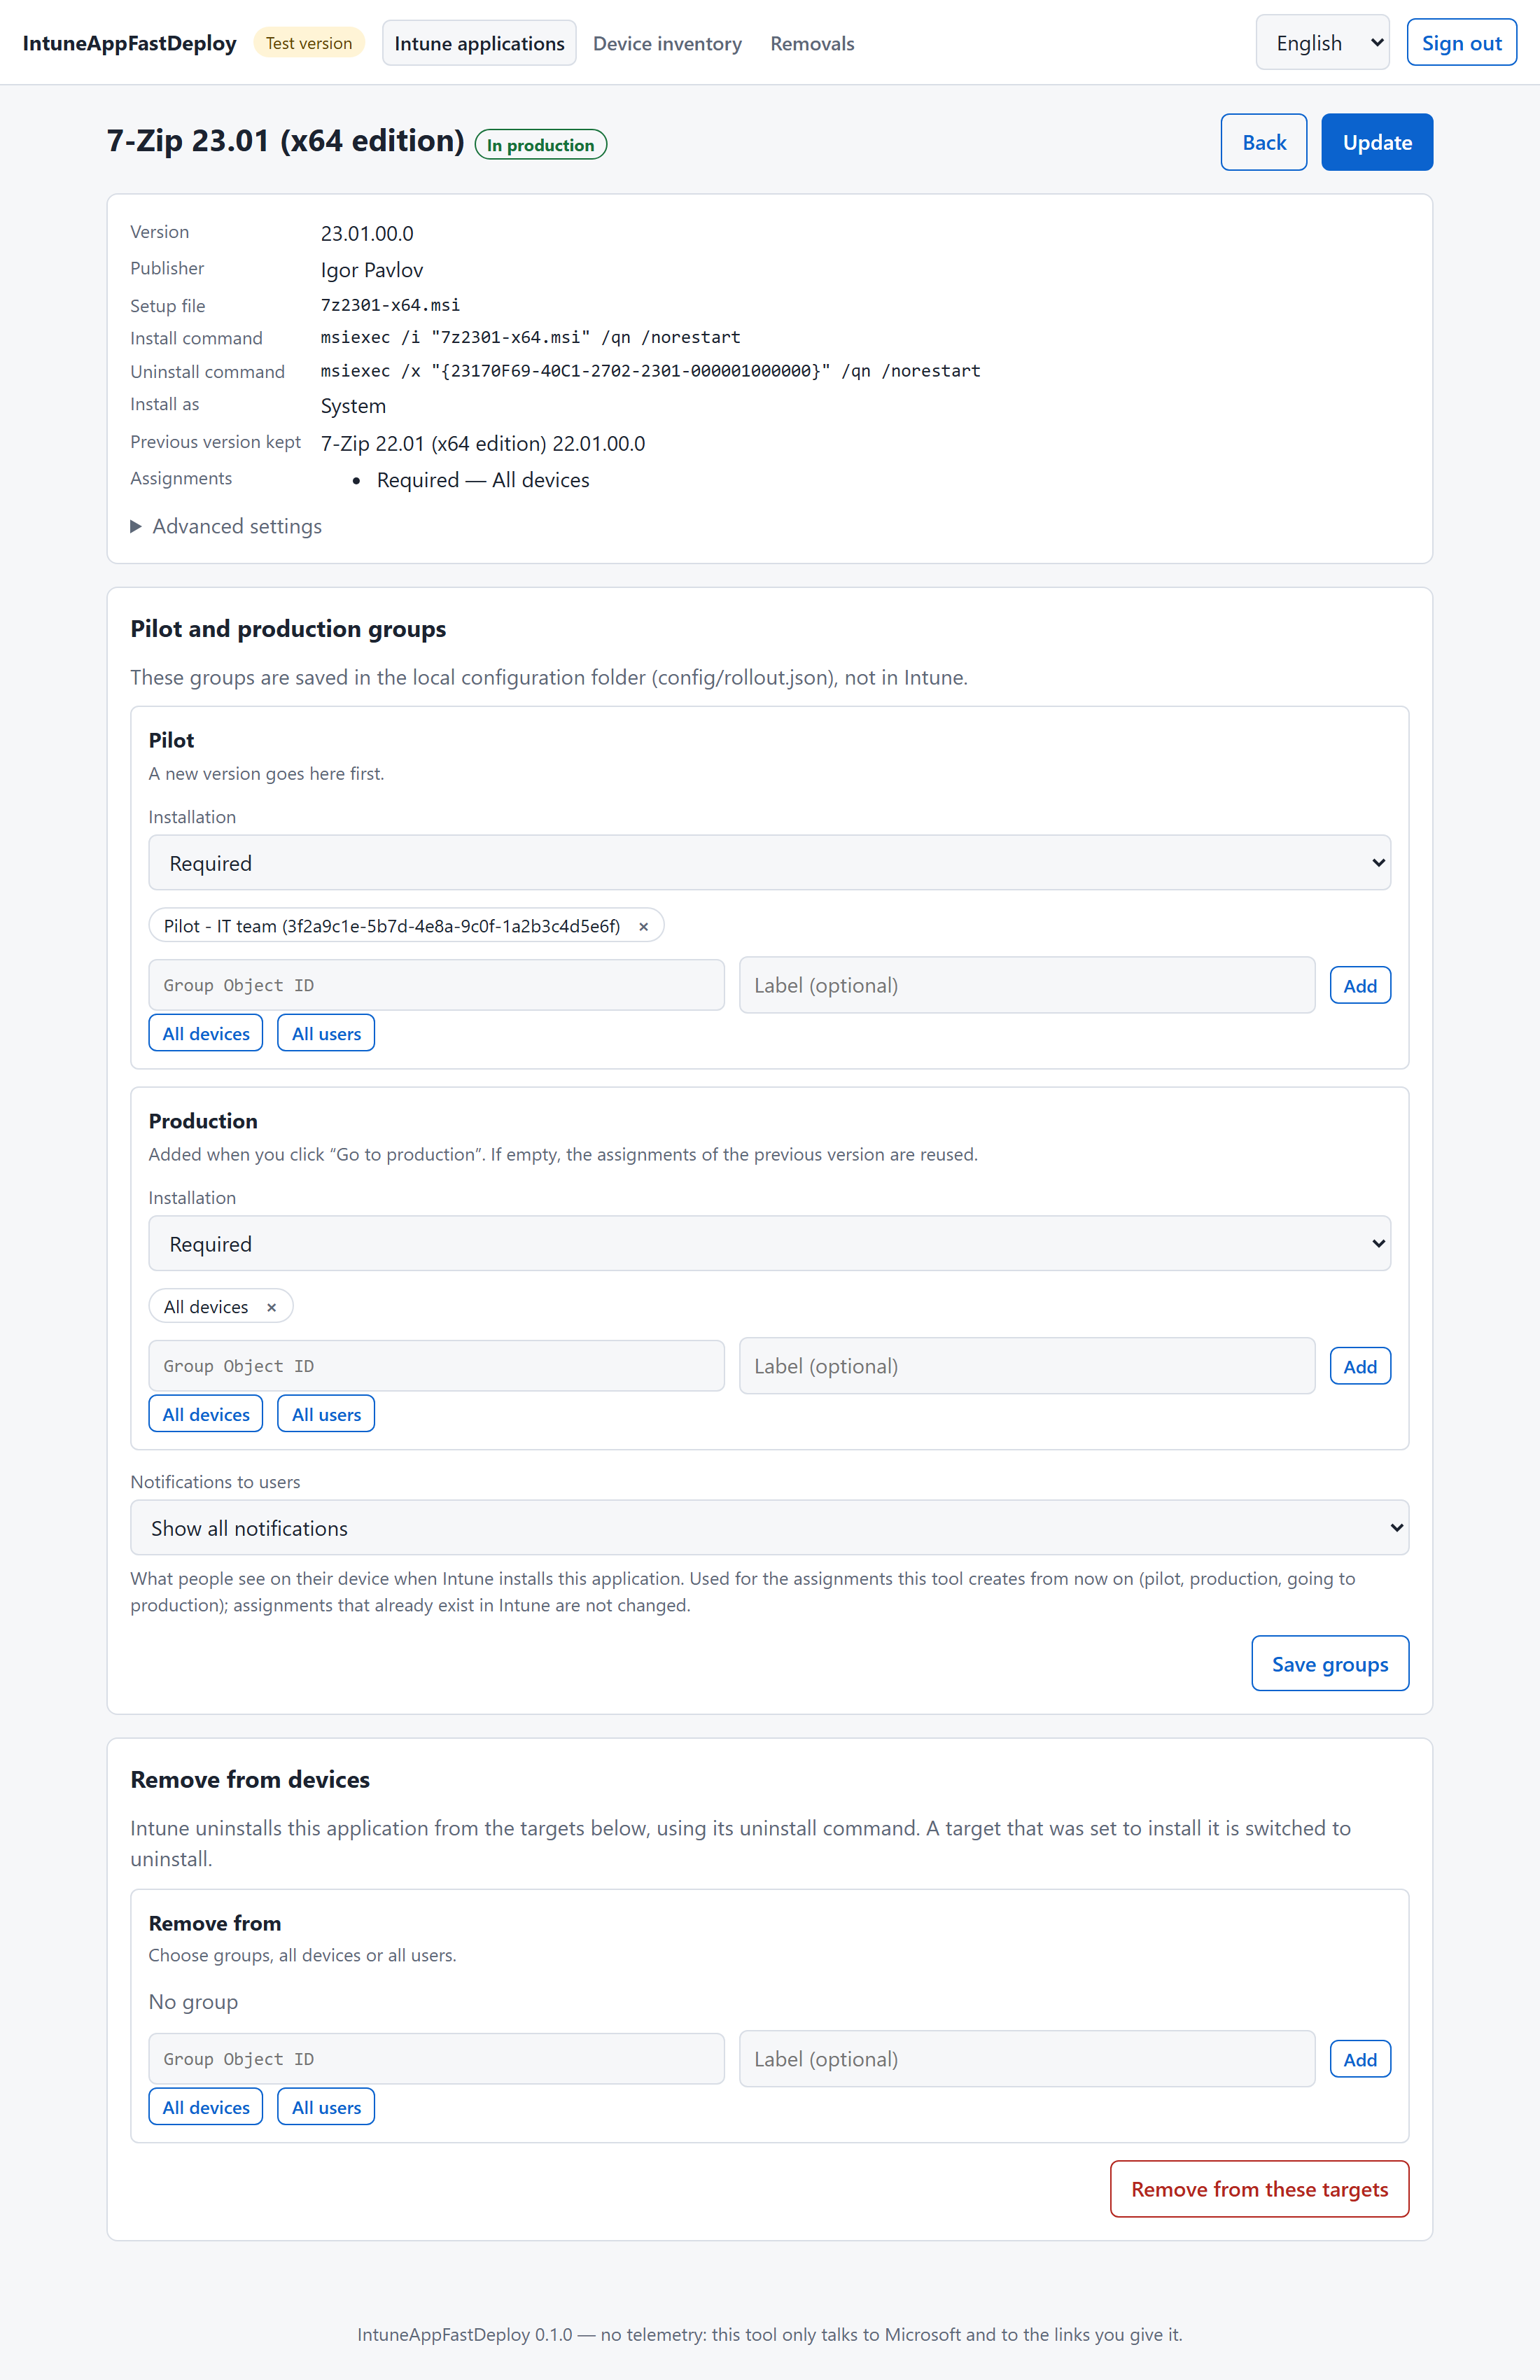 IntuneAppFastDeploy
Test version
Intune applications
Device inventory
Removals
English
Sign out
7-Zip 23.01 (x64 edition)
In production
Back
Update
Version
23.01.00.0
Publisher
Igor Pavlov
Setup file
7z2301-x64.msi
Install command
msiexec /i "7z2301-x64.msi" /qn /norestart
Uninstall command
msiexec /x "{23170F69-40C1-2702-2301-000001000000}" /qn /norestart
Install as
System
Previous version kept
7-Zip 22.01 (x64 edition) 22.01.00.0
Assignments
• Required — All devices
▶ Advanced settings
Pilot and production groups
These groups are saved in the local configuration folder (config/rollout.json), not in Intune.
Pilot
A new version goes here first.
Installation
Required
Pilot - IT team (3f2a9c1e-5b7d-4e8a-9c0f-1a2b3c4d5e6f) ×
Group Object ID
Label (optional)
Add
All devices
All users
Production
Added when you click “Go to production”. If empty, the assignments of the previous version are reused.
Installation
Required
All devices ×
Group Object ID
Label (optional)
Add
All devices
All users
Notifications to users
Show all notifications
What people see on their device when Intune installs this application. Used for the assignments this tool creates from now on (pilot, production, going to
production); assignments that already exist in Intune are not changed.
Save groups
Remove from devices
Intune uninstalls this application from the targets below, using its uninstall command. A target that was set to install it is switched to
uninstall.
Remove from
Choose groups, all devices or all users.
No group
Group Object ID
Label (optional)
Add
All devices
All users
Remove from these targets
IntuneAppFastDeploy 0.1.0 — no telemetry: this tool only talks to Microsoft and to the links you give it.